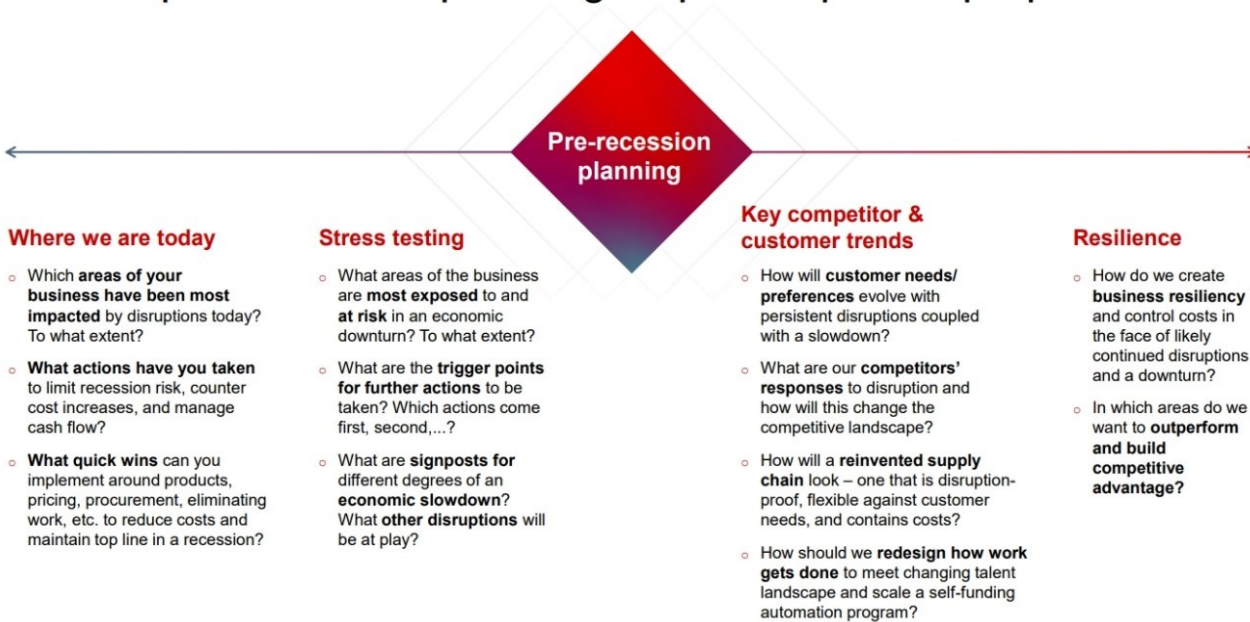 Pre-recession
planning
Where we are today
○ Which areas of your
business have been most
impacted by disruptions today?
To what extent?
○ What actions have you taken
to limit recession risk, counter
cost increases, and manage
cash flow?
○ What quick wins can you
implement around products,
pricing, procurement, eliminating
work, etc. to reduce costs and
maintain top line in a recession?
Stress testing
○ What areas of the business
are most exposed to and
at risk in an economic
downturn? To what extent?
○ What are the trigger points
for further actions to be
taken? Which actions come
first, second,...?
○ What are signposts for
different degrees of an
economic slowdown?
What other disruptions will
be at play?
Key competitor &
customer trends
○ How will customer needs/
preferences evolve with
persistent disruptions coupled
with a slowdown?
○ What are our competitors'
responses to disruption and
how will this change the
competitive landscape?
○ How will a reinvented supply
chain look – one that is disruption-
proof, flexible against customer
needs, and contains costs?
○ How should we redesign how work
gets done to meet changing talent
landscape and scale a self-funding
automation program?
Resilience
○ How do we create
business resiliency
and control costs in
the face of likely
continued disruptions
and a downturn?
○ In which areas do we
want to outperform
and build
competitive
advantage?